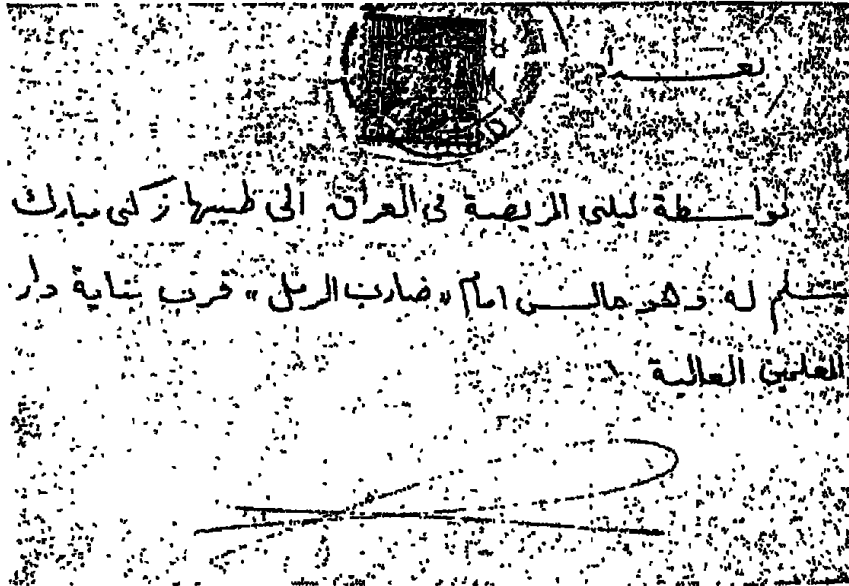 بغداد
بواسطة ليلى المريضة في العراق الى طبيبها زكي مبارك
يسلم له وهو جالس امام «ضارب الرمل» قرب بناية دار
المعلمين العالية